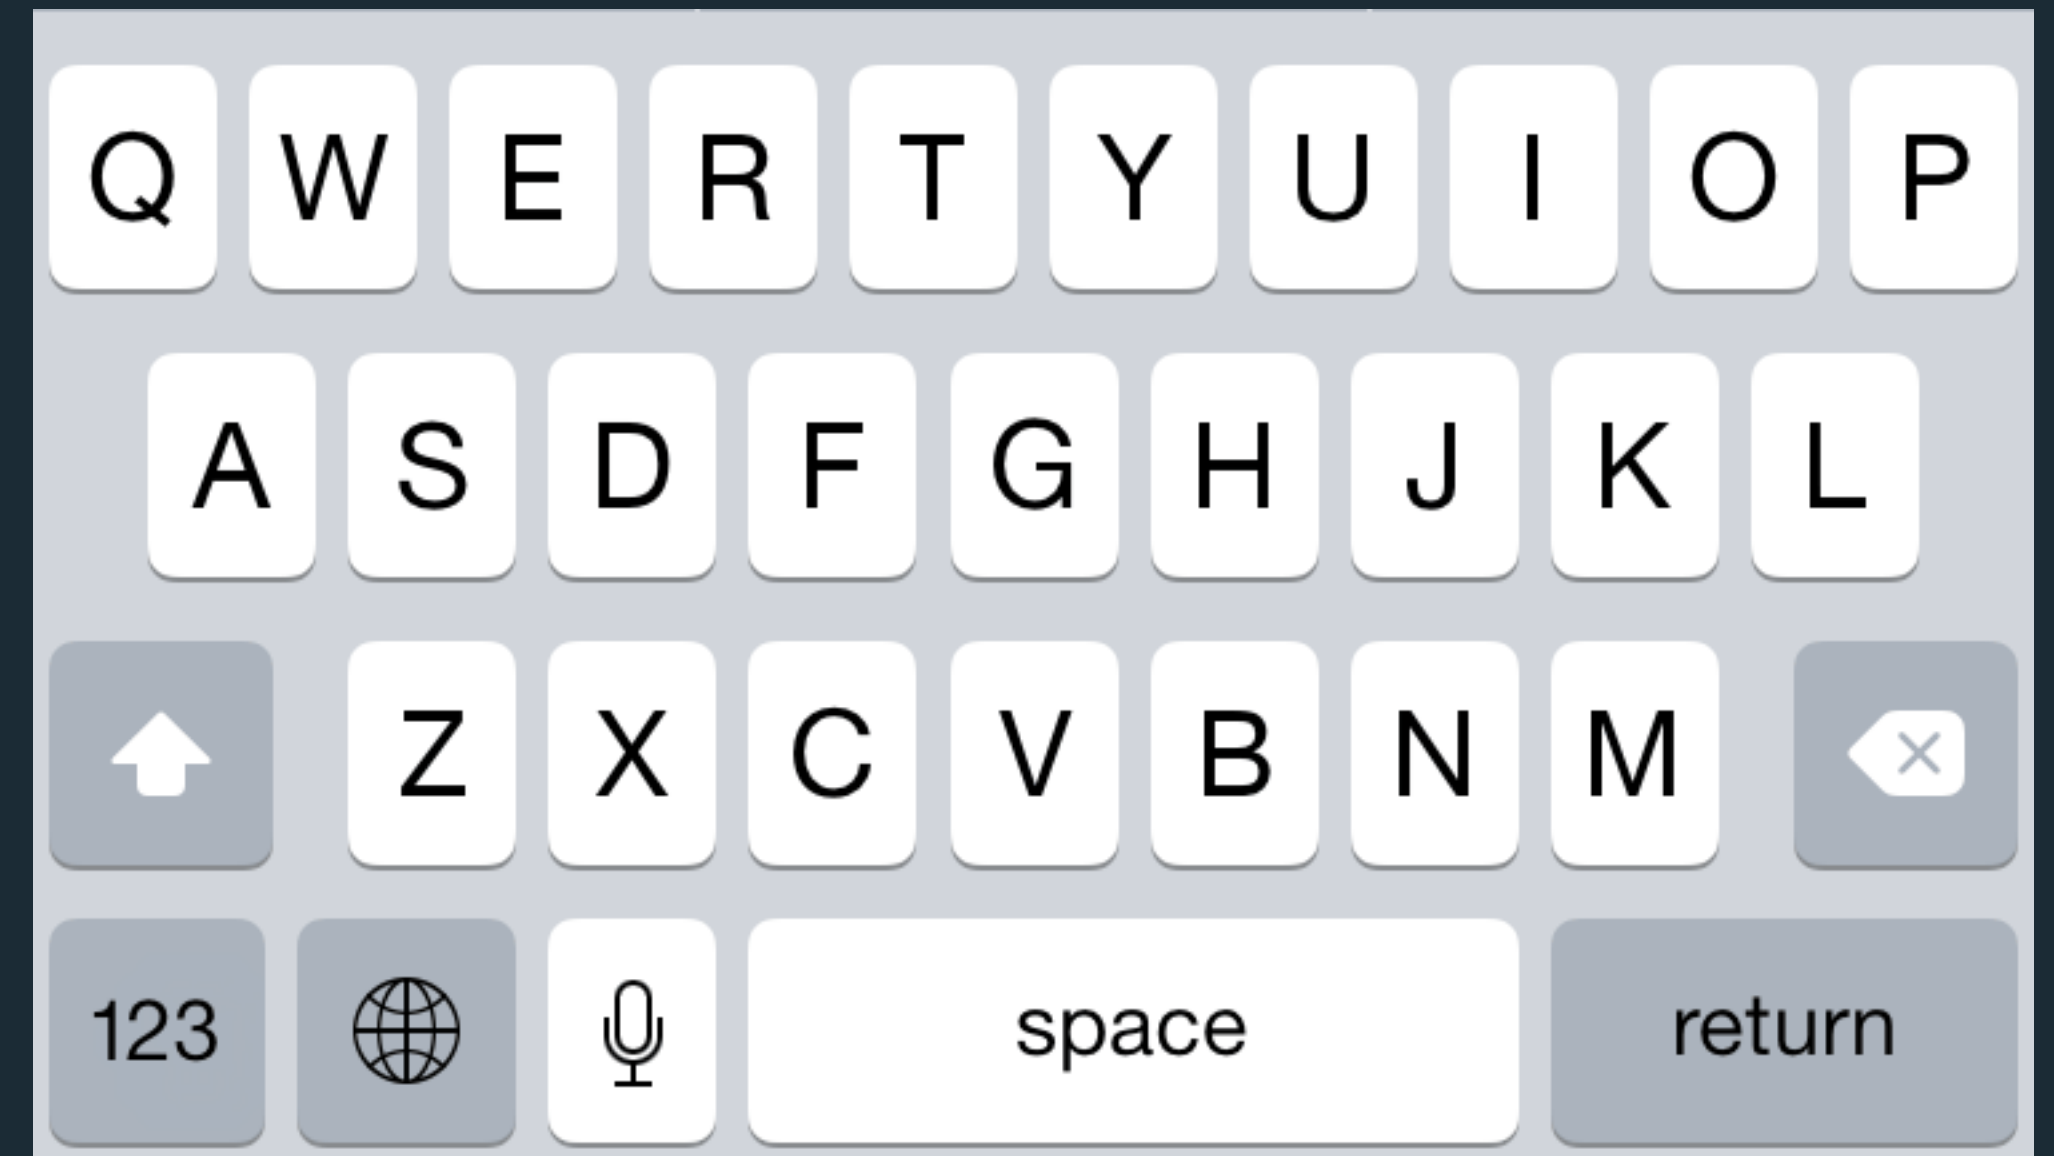 Q W E R T Y U I O P
A S D F G H J K L
Z X C V B N M
123 space return